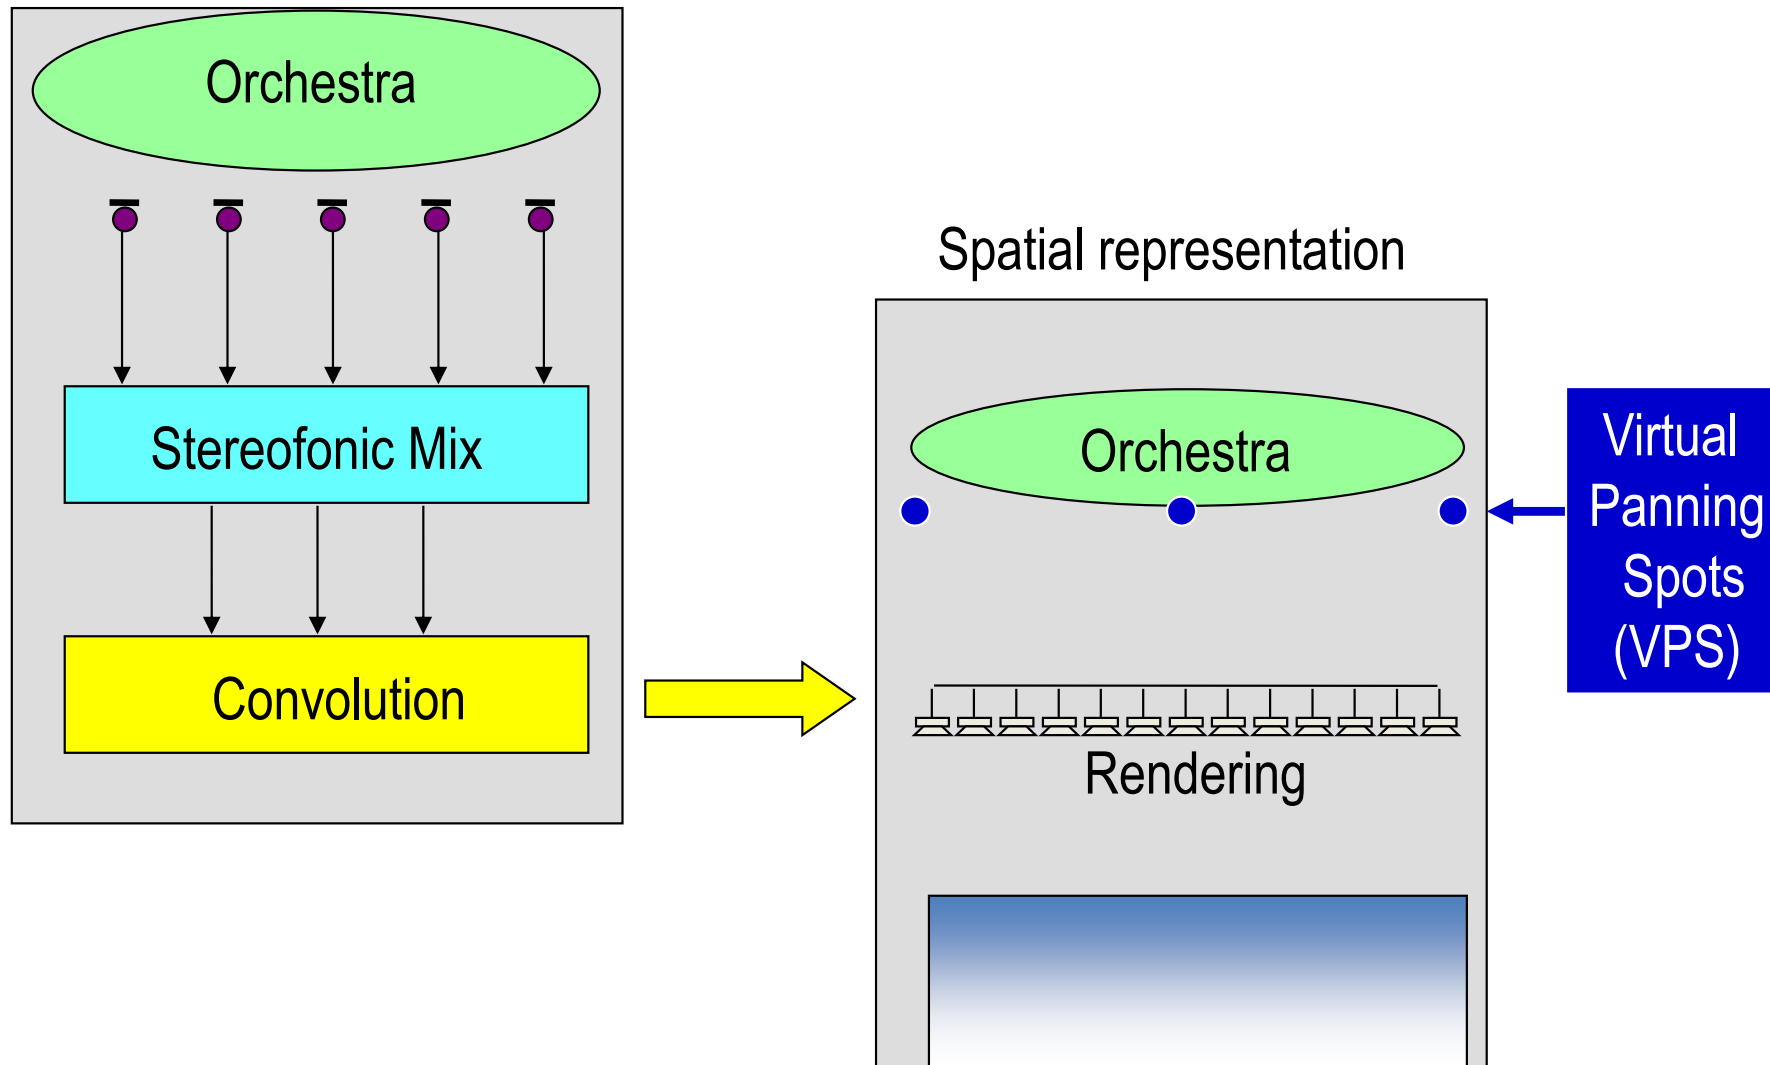 Orchestra
Stereofonic Mix
Convolution
Spatial representation
Orchestra
Rendering
Virtual
Panning
Spots
(VPS)